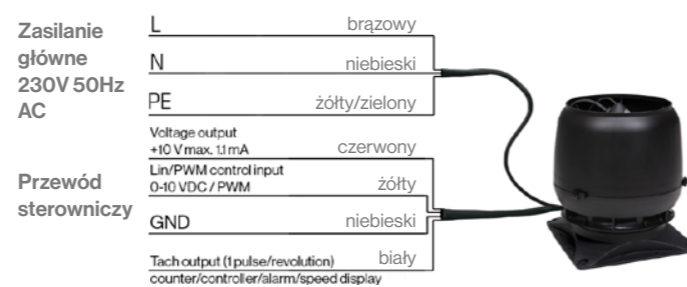 Zasilanie
główne
230V 50Hz
AC
L brązowy
N niebieski
PE żółty/zielony
Przewód
sterowniczy
Voltage output
+10 V max. 1.1 mA czerwony
Lin/PWM control input
0-10 VDC / PWM żółty
GND niebieski
Tach output (1 pulse/revolution) biały
counter/controller/alarm/speed display